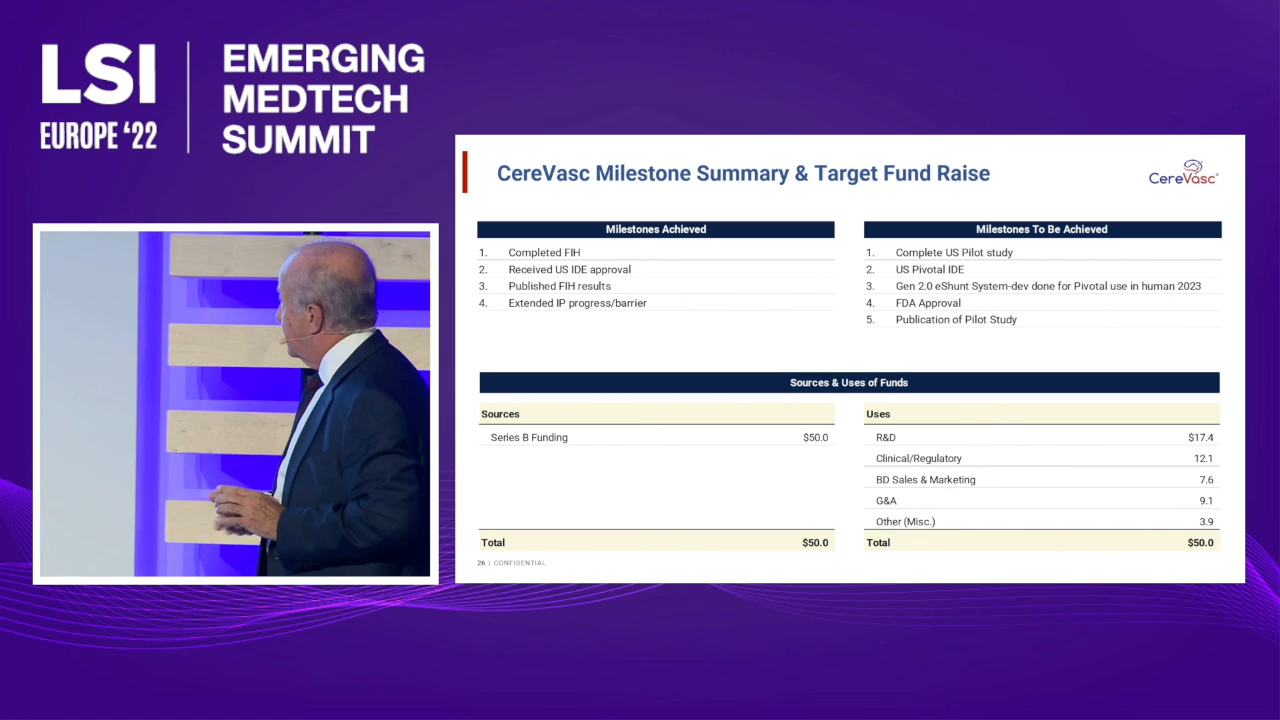 LSI
EUROPE ‘22
EMERGING
MEDTECH
SUMMIT
CereVasc Milestone Summary & Target Fund Raise
CereVasc
Milestones Achieved
1. Completed FIH
2. Received US IDE approval
3. Published FIH results
4. Extended IP progress/barrier
Milestones To Be Achieved
1. Complete US Pilot study
2. US Pivotal IDE
3. Gen 2.0 eShunt System-dev done for Pivotal use in human 2023
4. FDA Approval
5. Publication of Pilot Study
Sources & Uses of Funds
Sources
Series B Funding $50.0
Total $50.0
Uses
R&D $17.4
Clinical/Regulatory 12.1
BD Sales & Marketing 7.6
G&A 9.1
Other (Misc.) 3.9
Total $50.0
26 | CONFIDENTIAL